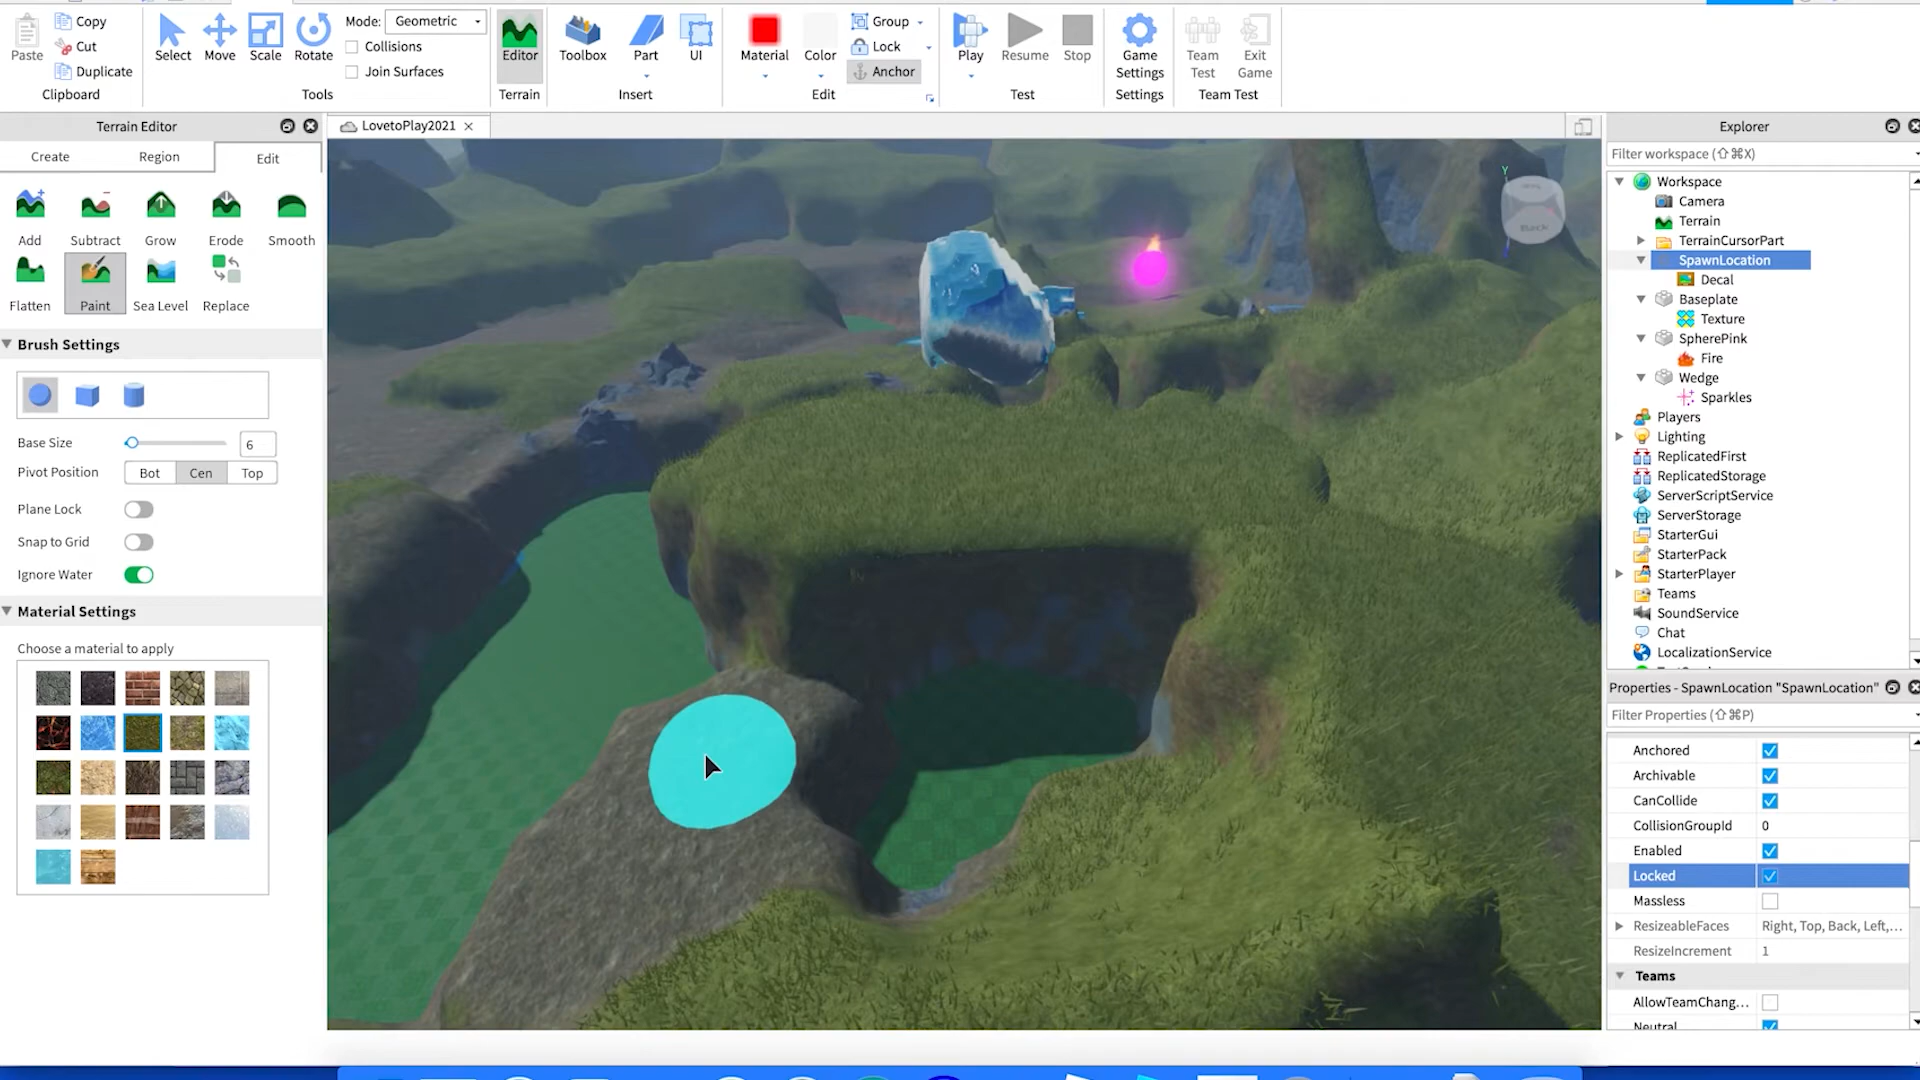 Copy
Mode: Geometric
Group
Cut
Collisions
Lock
Paste
Select Move Scale Rotate
Editor
Toolbox Part UI
Material Color
Play Resume Stop
Game Settings
Team Test
Exit Game
Duplicate
Join Surfaces
Anchor
Clipboard
Tools
Terrain
Insert
Edit
Test
Settings
Team Test
Terrain Editor
LovetoPlay2021
Explorer
Create Region Edit
Filter workspace (⇧⌘X)
Add Subtract Grow Erode Smooth
Flatten Paint Sea Level Replace
Brush Settings
Base Size 6
Pivot Position Bot Cen Top
Plane Lock
Snap to Grid
Ignore Water
Material Settings
Choose a material to apply
Y
Back
Workspace
Camera
Terrain
TerrainCursorPart
SpawnLocation
Decal
Baseplate
Texture
SpherePink
Fire
Wedge
Sparkles
Players
Lighting
ReplicatedFirst
ReplicatedStorage
ServerScriptService
ServerStorage
StarterGui
StarterPack
StarterPlayer
Teams
SoundService
Chat
LocalizationService
Properties - SpawnLocation "SpawnLocation"
Filter Properties (⇧⌘P)
Anchored
Archivable
CanCollide
CollisionGroupId 0
Enabled
Locked
Massless
ResizeableFaces Right, Top, Back, Left,...
ResizeIncrement 1
Teams
AllowTeamChang...
Neutral